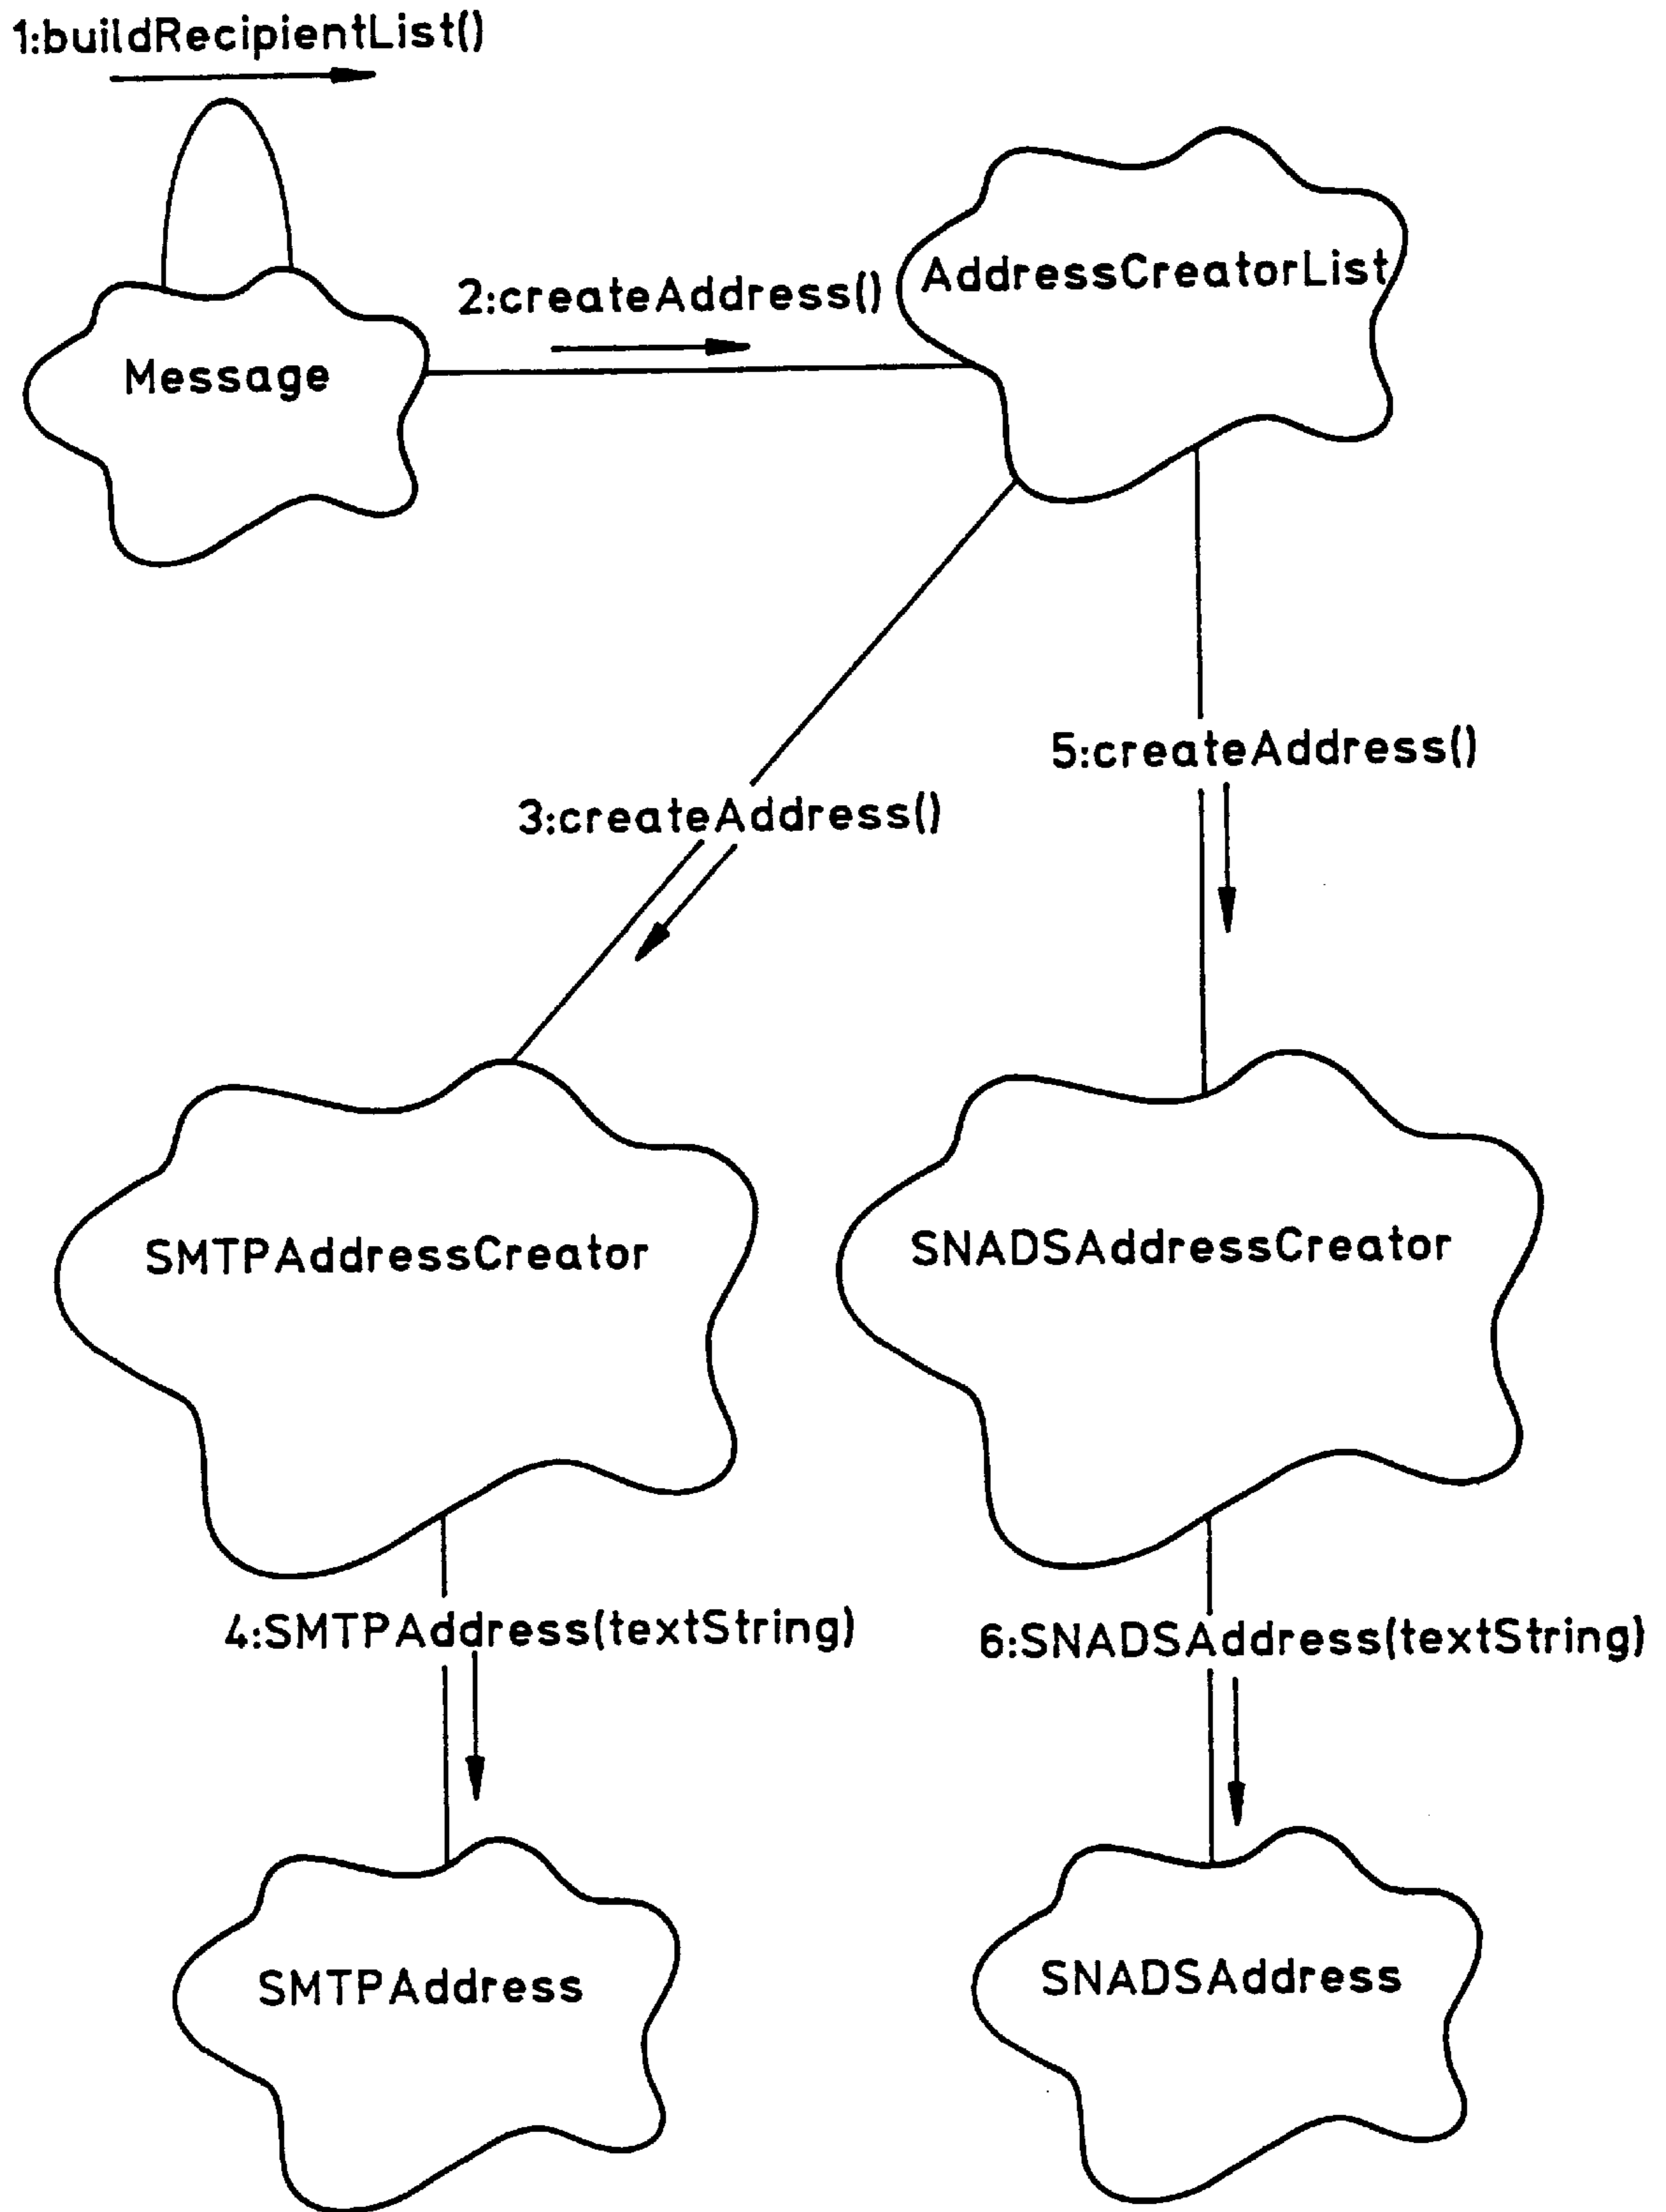 1:buildRecipientList()
AddressCreatorList
2:createAddress()
Message
5:createAddress()
3:createAddress()
SMTPAddressCreator
SNADSAddressCreator
4:SMTPAddress(textString)
6:SNADSAddress(textString)
SMTPAddress
SNADSAddress